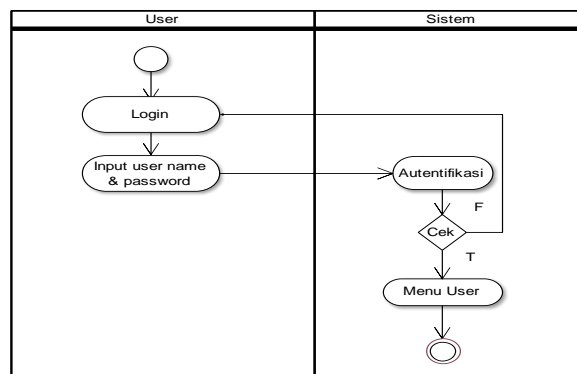 User
Sistem
Login
Input user name
& password
Autentifikasi
F
Cek
T
Menu User